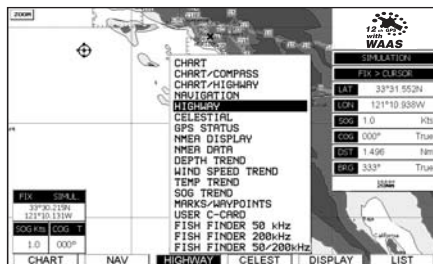 ZOOM
12 ch GPS
with
WAAS
SIMULATION
FIX > CURSOR
LAT 33°31.552N
LON 121°10.938W
SOG 1.0 Kts
COG 000° True
DST 1.496 Nm
BRG 333° True
CHART
CHART/COMPASS
CHART/HIGHWAY
NAVIGATION
HIGHWAY
CELESTIAL
GPS STATUS
NMEA DISPLAY
NMEA DATA
DEPTH TREND
WIND SPEED TREND
TEMP TREND
SOG TREND
MARKS/WAYPOINTS
USER C-CARD
FISH FINDER 50 kHz
FISH FINDER 200kHz
FISH FINDER 50/200kHz
FIX SIMUL.
33°30.215N
121°10.131W
SOG Kts COG T
1.0 000°
California
CHART NAV HIGHWAY CELEST DISPLAY LIST